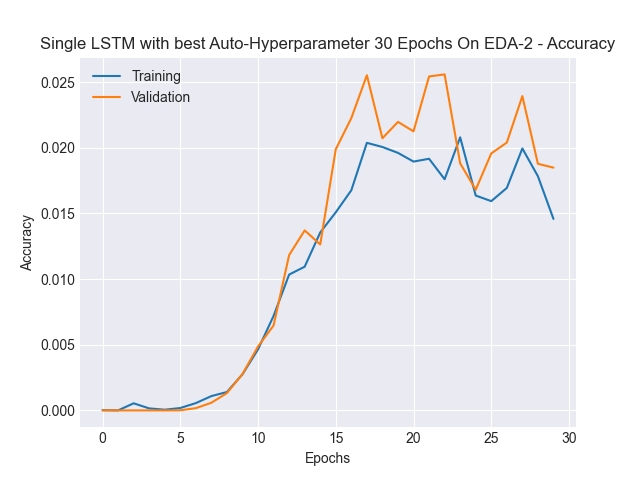 Single LSTM with best Auto-Hyperparameter 30 Epochs On EDA-2 - Accuracy
Training
Validation
0.025
0.020
0.015
0.010
0.005
0.000
Accuracy
0 5 10 15 20 25 30
Epochs